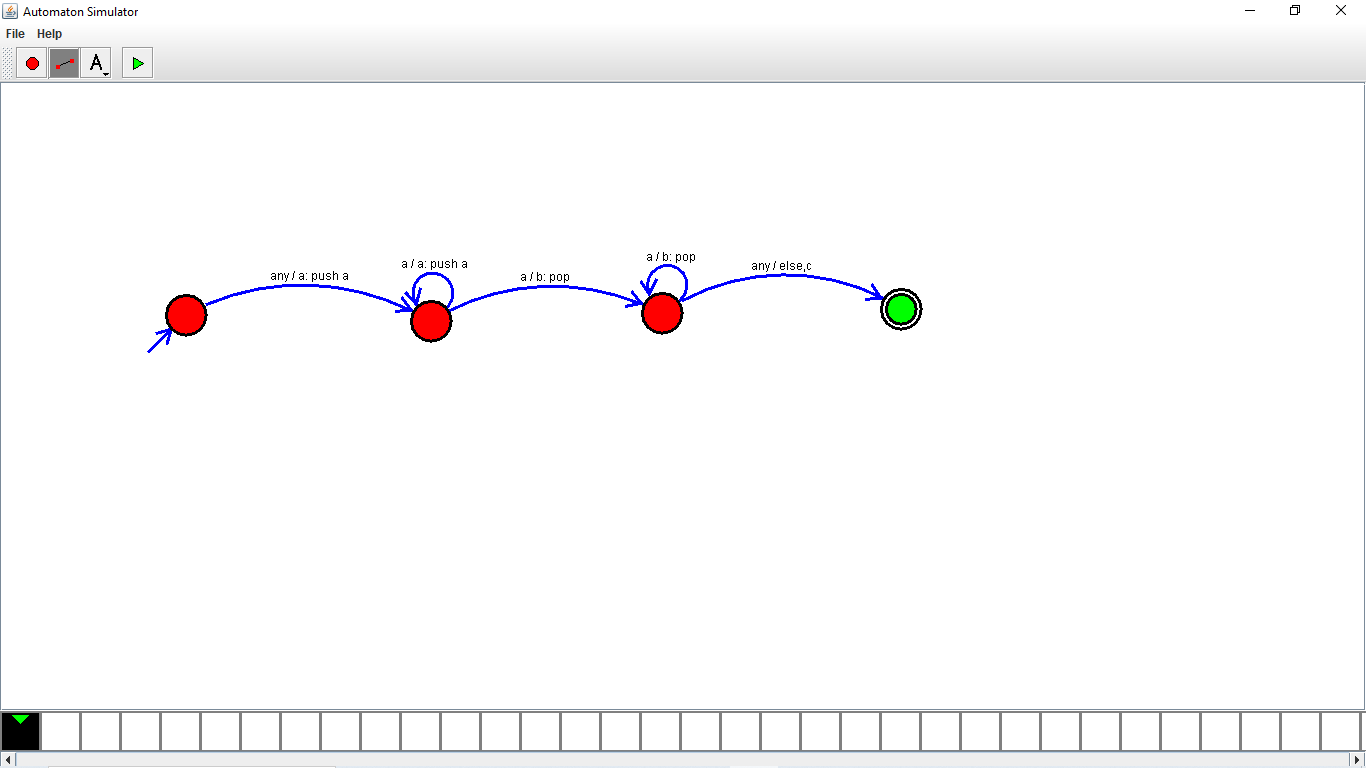 Automaton Simulator
File Help
A
a / b: pop
a / a: push a
any / else,c
any / a: push a
a / b: pop